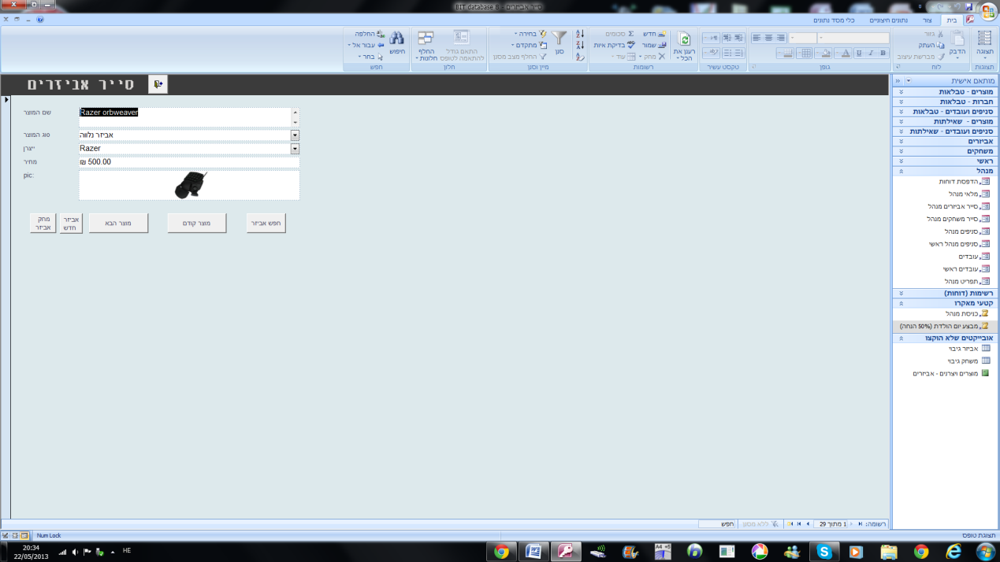 סייר אביזרים - BIT database 8
בית
צור
נתונים חיצוניים
כלי מסד נתונים
תצוגה
תצוגות
הדבק
גזור
העתק
מברשת עיצוב
לוח
גופן
טקסט עשיר
רענן את הכל
חדש
שמור
מחק
סכומים
בדיקת איות
עוד
רשומות
סנן
בחירה
מתקדם
החלף מצב מסנן
מיין וסנן
התאם גודל להתאמה לטופס
החלף חלונות
חלון
חיפוש
החלפה
עבור אל
בחר
חפש
סייר אביזרים
שם המוצר
Razer orbweaver
סוג המוצר
אביזר נלווה
ייצרן
Razer
מחיר
₪ 500.00
pic:
חפש אביזר
מוצר קודם
מוצר הבא
אביזר חדש
מחק אביזר
מותאם אישית
מוצרים - טבלאות
חברות - טבלאות
סניפים ועובדים - טבלאות
מוצרים - שאילתות
סניפים ועובדים - שאילתות
אביזרים
משחקים
ראשי
מנהל
הדפסת דוחות
מלאי מנהל
סייר אביזרים מנהל
סייר משחקים מנהל
סניפים מנהל
סניפים מנהל ראשי
עובדים
עובדים ראשי
תפריט מנהל
רשימות (דוחות)
קטעי מאקרו
כניסת מנהל
מבצע יום הולדת (50% הנחה)
אובייקטים שלא הוקצו
אביזר גיבוי
משחק גיבוי
מוצרים ויצרנים - אביזרים
רשומה: 1 מתוך 29
ללא מסנן
חפש
תצוגת טופס
Num Lock
HE
20:34
22/05/2013